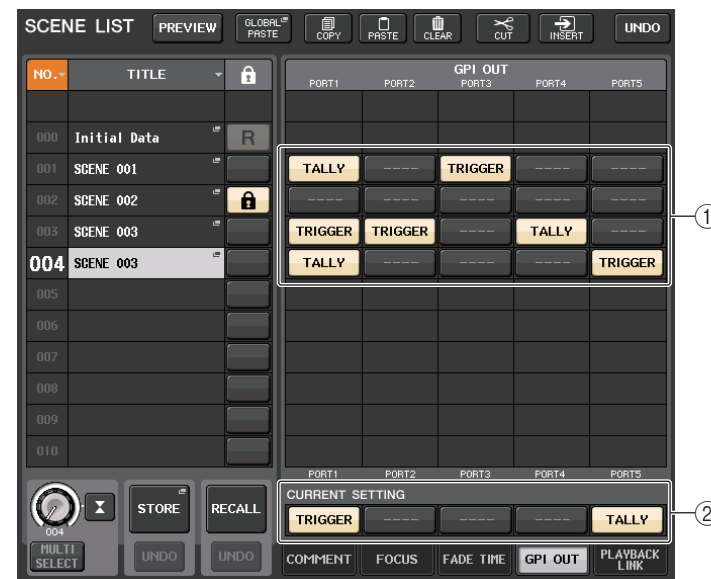 SCENE LIST PREVIEW GLOBAL PASTE COPY PASTE CLEAR CUT INSERT UNDO
NO. TITLE GPI OUT
PORT1 PORT2 PORT3 PORT4 PORT5
000 Initial Data R
001 SCENE 001 TALLY ---- TRIGGER ---- ----
002 SCENE 002 ---- ---- ---- ---- ----
003 SCENE 003 TRIGGER TRIGGER ---- TALLY ----
004 SCENE 003 TALLY ---- ---- ---- TRIGGER
005
006
007
008
009
010
PORT1 PORT2 PORT3 PORT4 PORT5
CURRENT SETTING
TRIGGER ---- ---- ---- TALLY
004 STORE RECALL
MULTI SELECT UNDO UNDO
COMMENT FOCUS FADE TIME GPI OUT PLAYBACK LINK
1
2